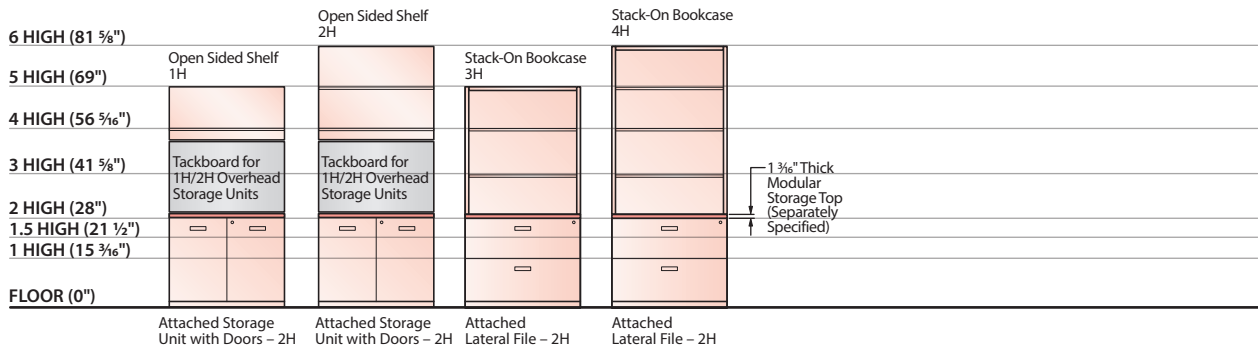 6 HIGH (81 ⅝")
5 HIGH (69")
4 HIGH (56 5⁄16")
3 HIGH (41 ⅝")
2 HIGH (28")
1.5 HIGH (21 ½")
1 HIGH (15 3⁄16")
FLOOR (0")
Open Sided Shelf
1H
Tackboard for
1H/2H Overhead
Storage Units
Attached Storage
Unit with Doors – 2H
Open Sided Shelf
2H
Tackboard for
1H/2H Overhead
Storage Units
Attached Storage
Unit with Doors – 2H
Stack-On Bookcase
3H
Attached
Lateral File – 2H
Stack-On Bookcase
4H
Attached
Lateral File – 2H
1 3⁄16" Thick
Modular
Storage Top
(Separately
Specified)